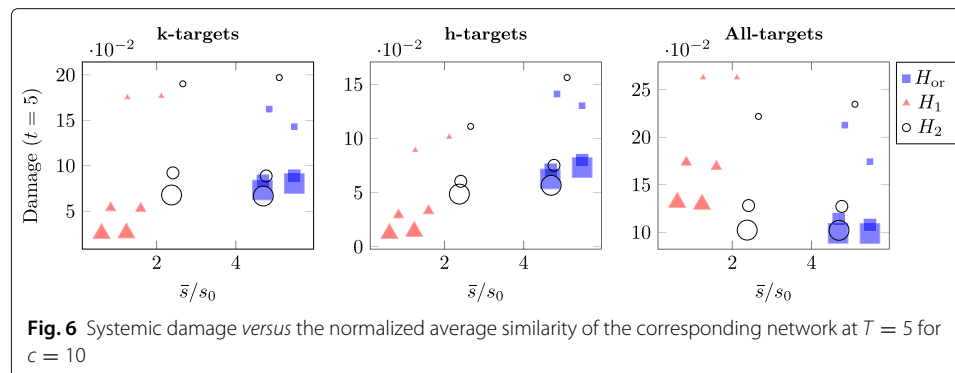 k-targets
h-targets
All-targets
·10⁻²
·10⁻²
·10⁻²
20
15
10
5
15
10
5
0
25
20
15
10
Damage (t = 5)
2
4
2
4
2
4
s̅/s₀
s̅/s₀
s̅/s₀
H_or
H₁
H₂
Fig. 6 Systemic damage versus the normalized average similarity of the corresponding network at T = 5 for
c = 10